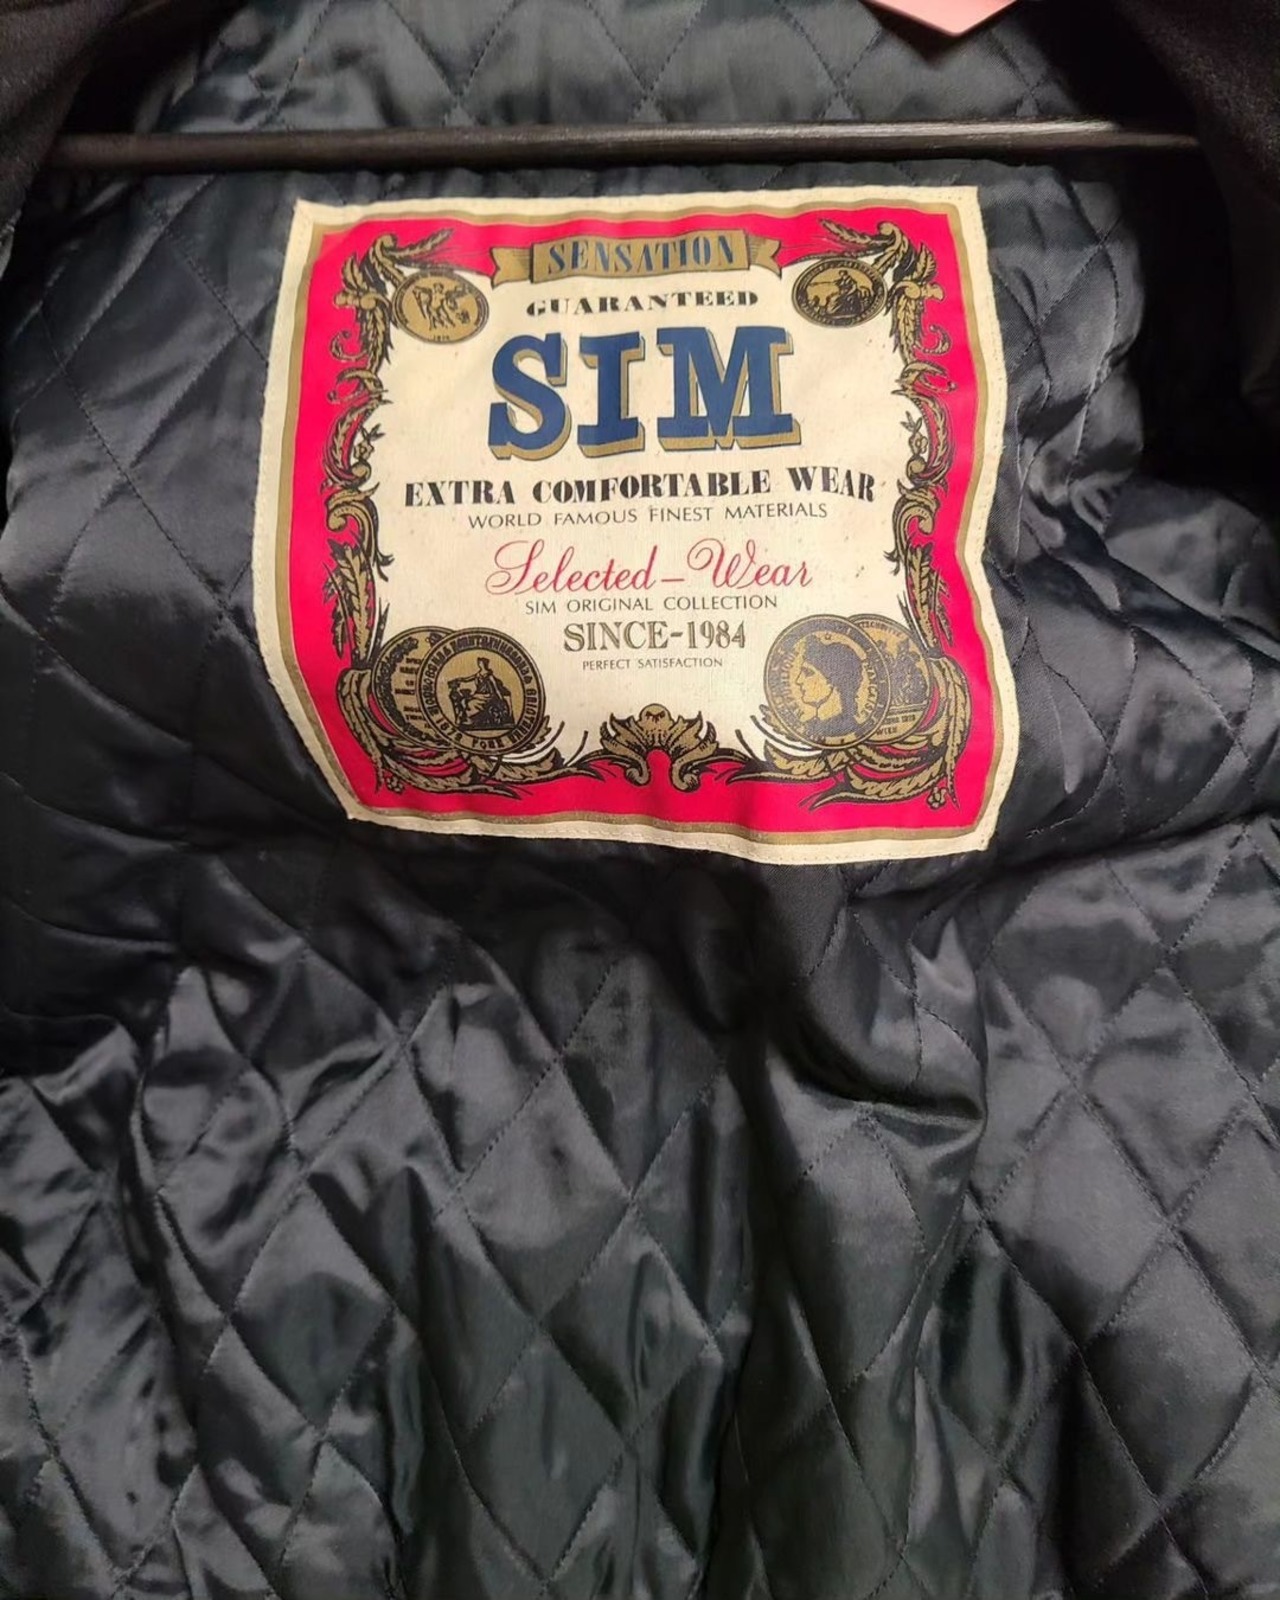 SENSATION
GUARANTEED
SIM
EXTRA COMFORTABLE WEAR
WORLD FAMOUS FINEST MATERIALS
Selected-Wear
SIM ORIGINAL COLLECTION
SINCE-1984
PERFECT SATISFACTION